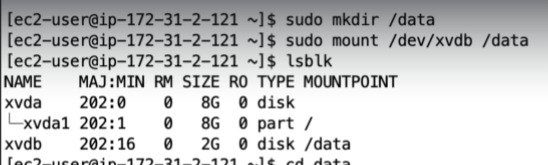 [ec2-user@ip-172-31-2-121 ~]$ sudo mkdir /data
[ec2-user@ip-172-31-2-121 ~]$ sudo mount /dev/xvdb /data
[ec2-user@ip-172-31-2-121 ~]$ lsblk
NAME    MAJ:MIN RM SIZE RO TYPE MOUNTPOINT
xvda    202:0    0   8G  0 disk
└─xvda1 202:1    0   8G  0 part /
xvdb    202:16   0   2G  0 disk /data
[ec2-user@ip-172-31-2-121 ~]$ cd data